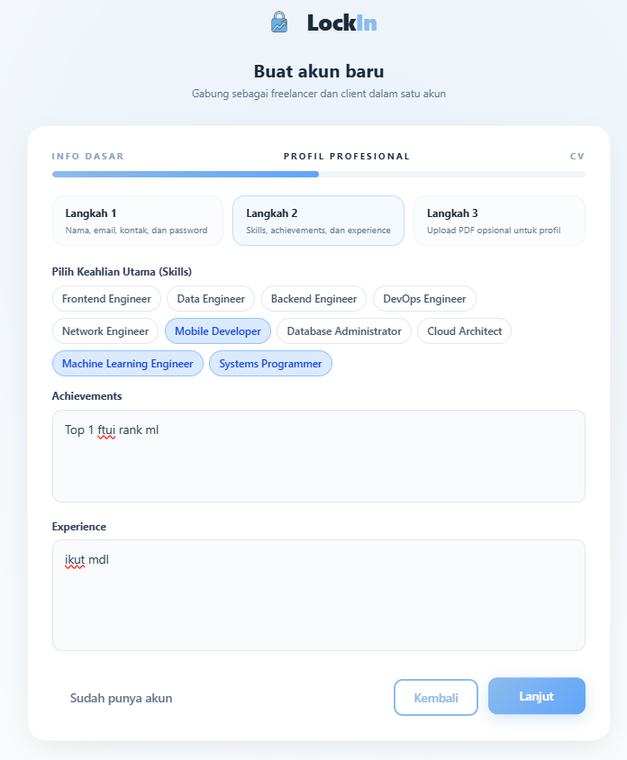 LockIn
Buat akun baru
Gabung sebagai freelancer dan client dalam satu akun
INFO DASAR PROFIL PROFESIONAL CV
Langkah 1 Langkah 2 Langkah 3
Nama, email, kontak, dan password Skills, achievements, dan experience Upload PDF opsional untuk profil
Pilih Keahlian Utama (Skills)
Frontend Engineer Data Engineer Backend Engineer DevOps Engineer
Network Engineer Mobile Developer Database Administrator Cloud Architect
Machine Learning Engineer Systems Programmer
Achievements
Top 1 ftui rank ml
Experience
ikut mdl
Sudah punya akun Kembali Lanjut